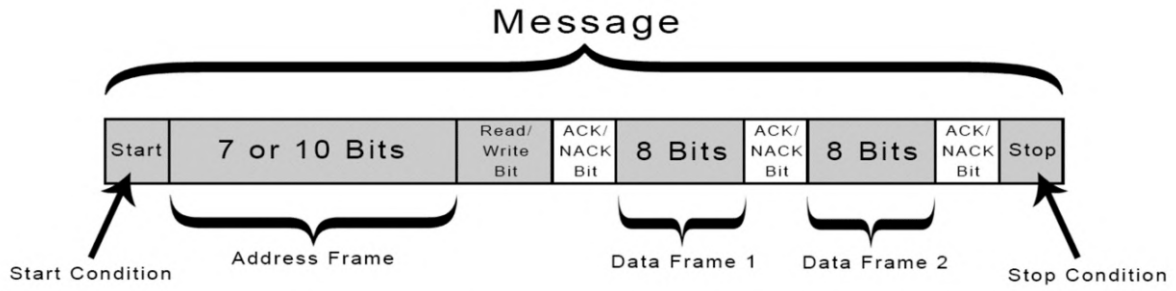 Message
Start
7 or 10 Bits
Read/
Write
Bit
ACK/
NACK
Bit
8 Bits
ACK/
NACK
Bit
8 Bits
ACK/
NACK
Bit
Stop
Start Condition
Address Frame
Data Frame 1
Data Frame 2
Stop Condition